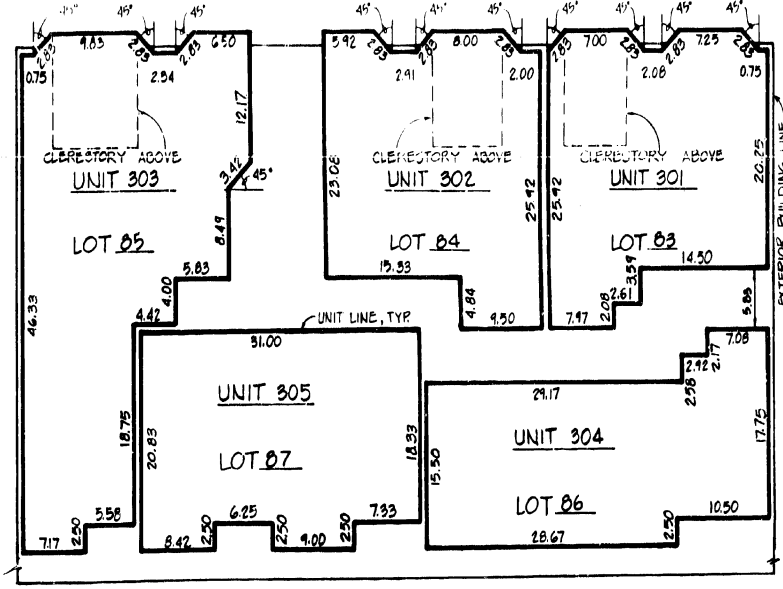 45° 45° 45° 45° 45° 45° 45° 45°
2.83 9.83 2.83 2.83 6.50 5.92 2.83 2.83 8.00 2.83 2.83 7.00 2.83 2.83 7.25 2.83
0.75 2.34 2.91 2.00 2.08 0.75
12.17
CLERESTORY ABOVE CLERESTORY ABOVE CLERESTORY ABOVE
3.42 45°
UNIT 303 UNIT 302 UNIT 301
23.08 25.92 25.92 20.25
8.49
LOT 85 LOT 84 LOT 83
EXTERIOR BUILDING LINE
14.50
5.83 15.33 3.59
4.00 4.84 2.08 2.61 5.83
46.33
4.42 9.50 7.97
UNIT LINE, TYP.
31.00 7.08
2.92 2.17
29.17 2.58
UNIT 305
18.75 20.83 18.33
UNIT 304
15.50 17.75
LOT 87
LOT 86
6.25 7.33 10.50
5.58
2.50 2.50 2.50 2.50 2.50
7.17 8.42 9.00 28.67